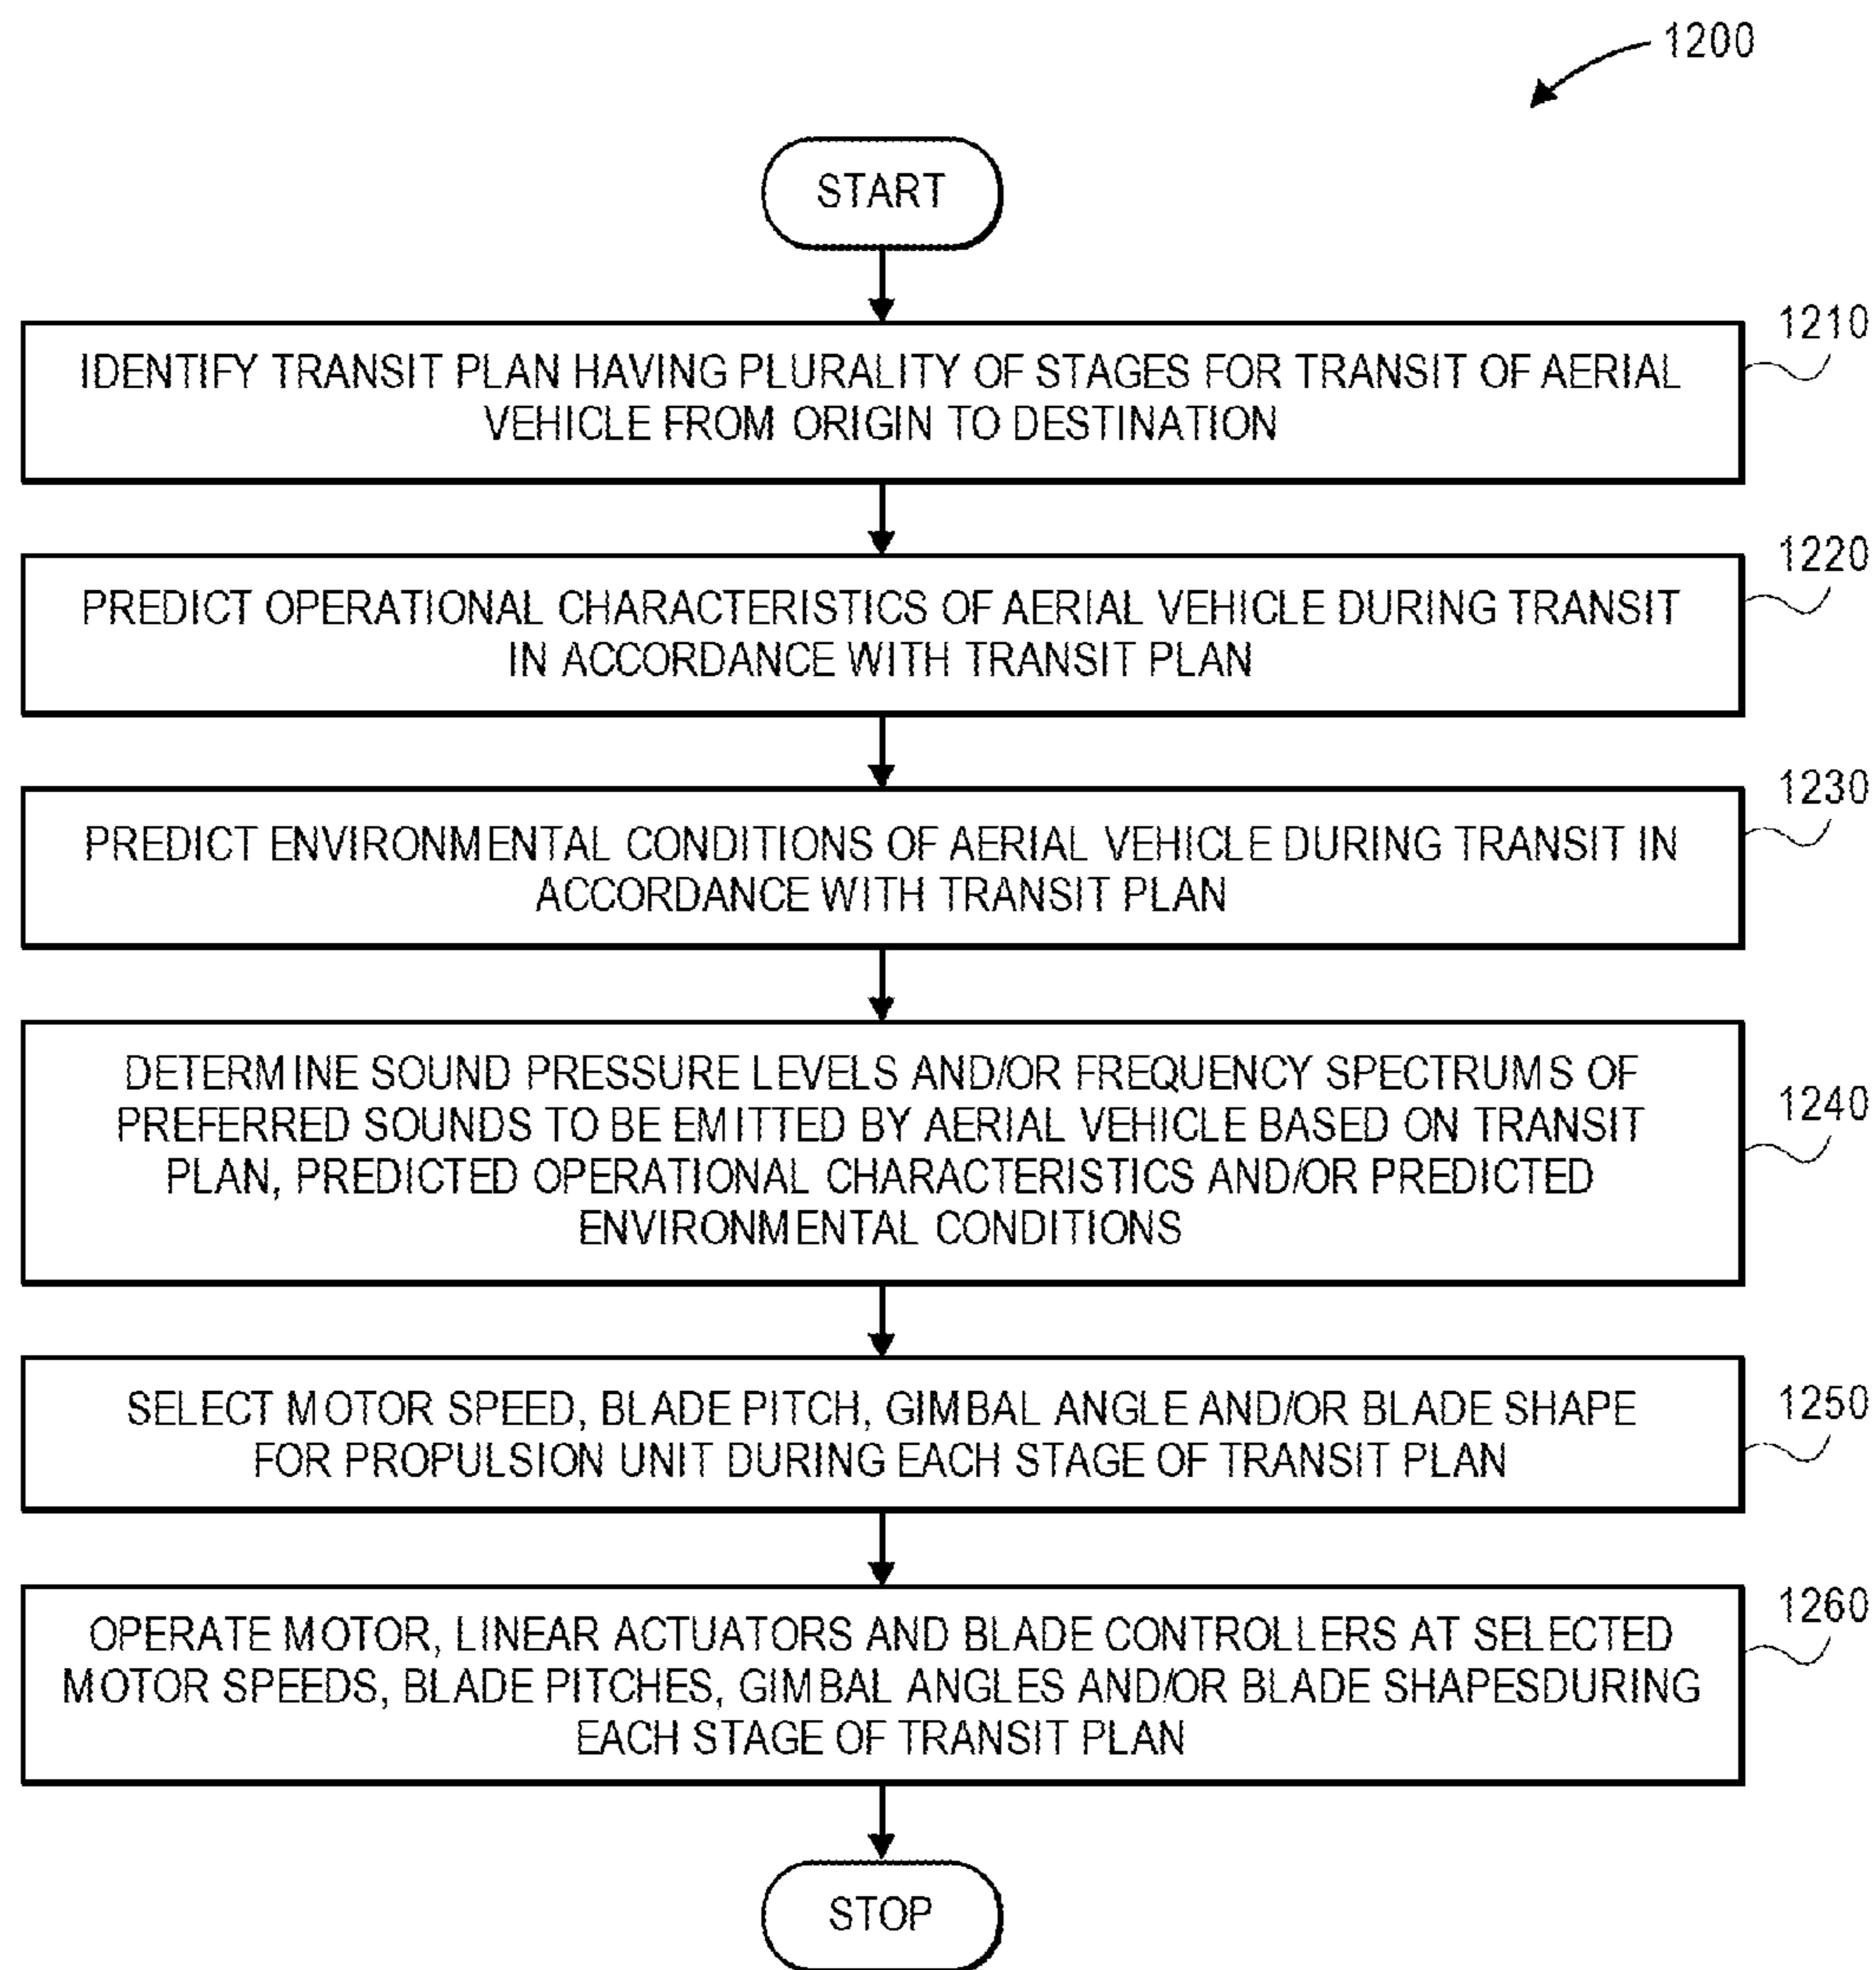 1200
START
1210
IDENTIFY TRANSIT PLAN HAVING PLURALITY OF STAGES FOR TRANSIT OF AERIAL
VEHICLE FROM ORIGIN TO DESTINATION
1220
PREDICT OPERATIONAL CHARACTERISTICS OF AERIAL VEHICLE DURING TRANSIT
IN ACCORDANCE WITH TRANSIT PLAN
1230
PREDICT ENVIRONMENTAL CONDITIONS OF AERIAL VEHICLE DURING TRANSIT IN
ACCORDANCE WITH TRANSIT PLAN
1240
DETERMINE SOUND PRESSURE LEVELS AND/OR FREQUENCY SPECTRUMS OF
PREFERRED SOUNDS TO BE EMITTED BY AERIAL VEHICLE BASED ON TRANSIT
PLAN, PREDICTED OPERATIONAL CHARACTERISTICS AND/OR PREDICTED
ENVIRONMENTAL CONDITIONS
1250
SELECT MOTOR SPEED, BLADE PITCH, GIMBAL ANGLE AND/OR BLADE SHAPE
FOR PROPULSION UNIT DURING EACH STAGE OF TRANSIT PLAN
1260
OPERATE MOTOR, LINEAR ACTUATORS AND BLADE CONTROLLERS AT SELECTED
MOTOR SPEEDS, BLADE PITCHES, GIMBAL ANGLES AND/OR BLADE SHAPESDURING
EACH STAGE OF TRANSIT PLAN
STOP